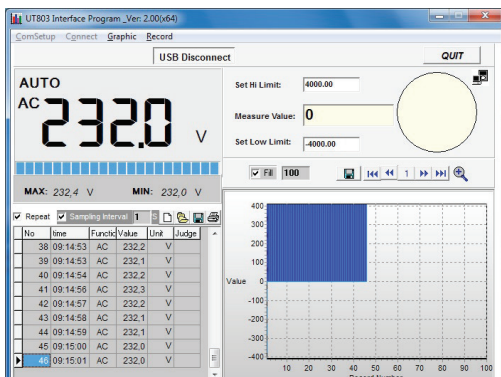 UT803 Interface Program _Ver: 2.00(x64)
ComSetup Connect Graphic Record
USB Disconnect
QUIT
AUTO
AC 232.0 V
MAX: 232,4 V MIN: 232,0 V
Set Hi Limit: 4000.00
Measure Value: 0
Set Low Limit: -4000.00
Fill 100
1
Repeat Sampling Interval 1 S
No time Functic Value Unit Judge
38 09:14:53 AC 232,2 V
39 09:14:53 AC 232,1 V
40 09:14:54 AC 232,2 V
41 09:14:56 AC 232,3 V
42 09:14:57 AC 232,2 V
43 09:14:58 AC 232,1 V
44 09:14:59 AC 232,1 V
45 09:15:00 AC 232,0 V
46 09:15:01 AC 232,0 V
400
300
200
100
Value 0
-100
-200
-300
-400
10 20 30 40 50 60 70 80 90 100
Record Number